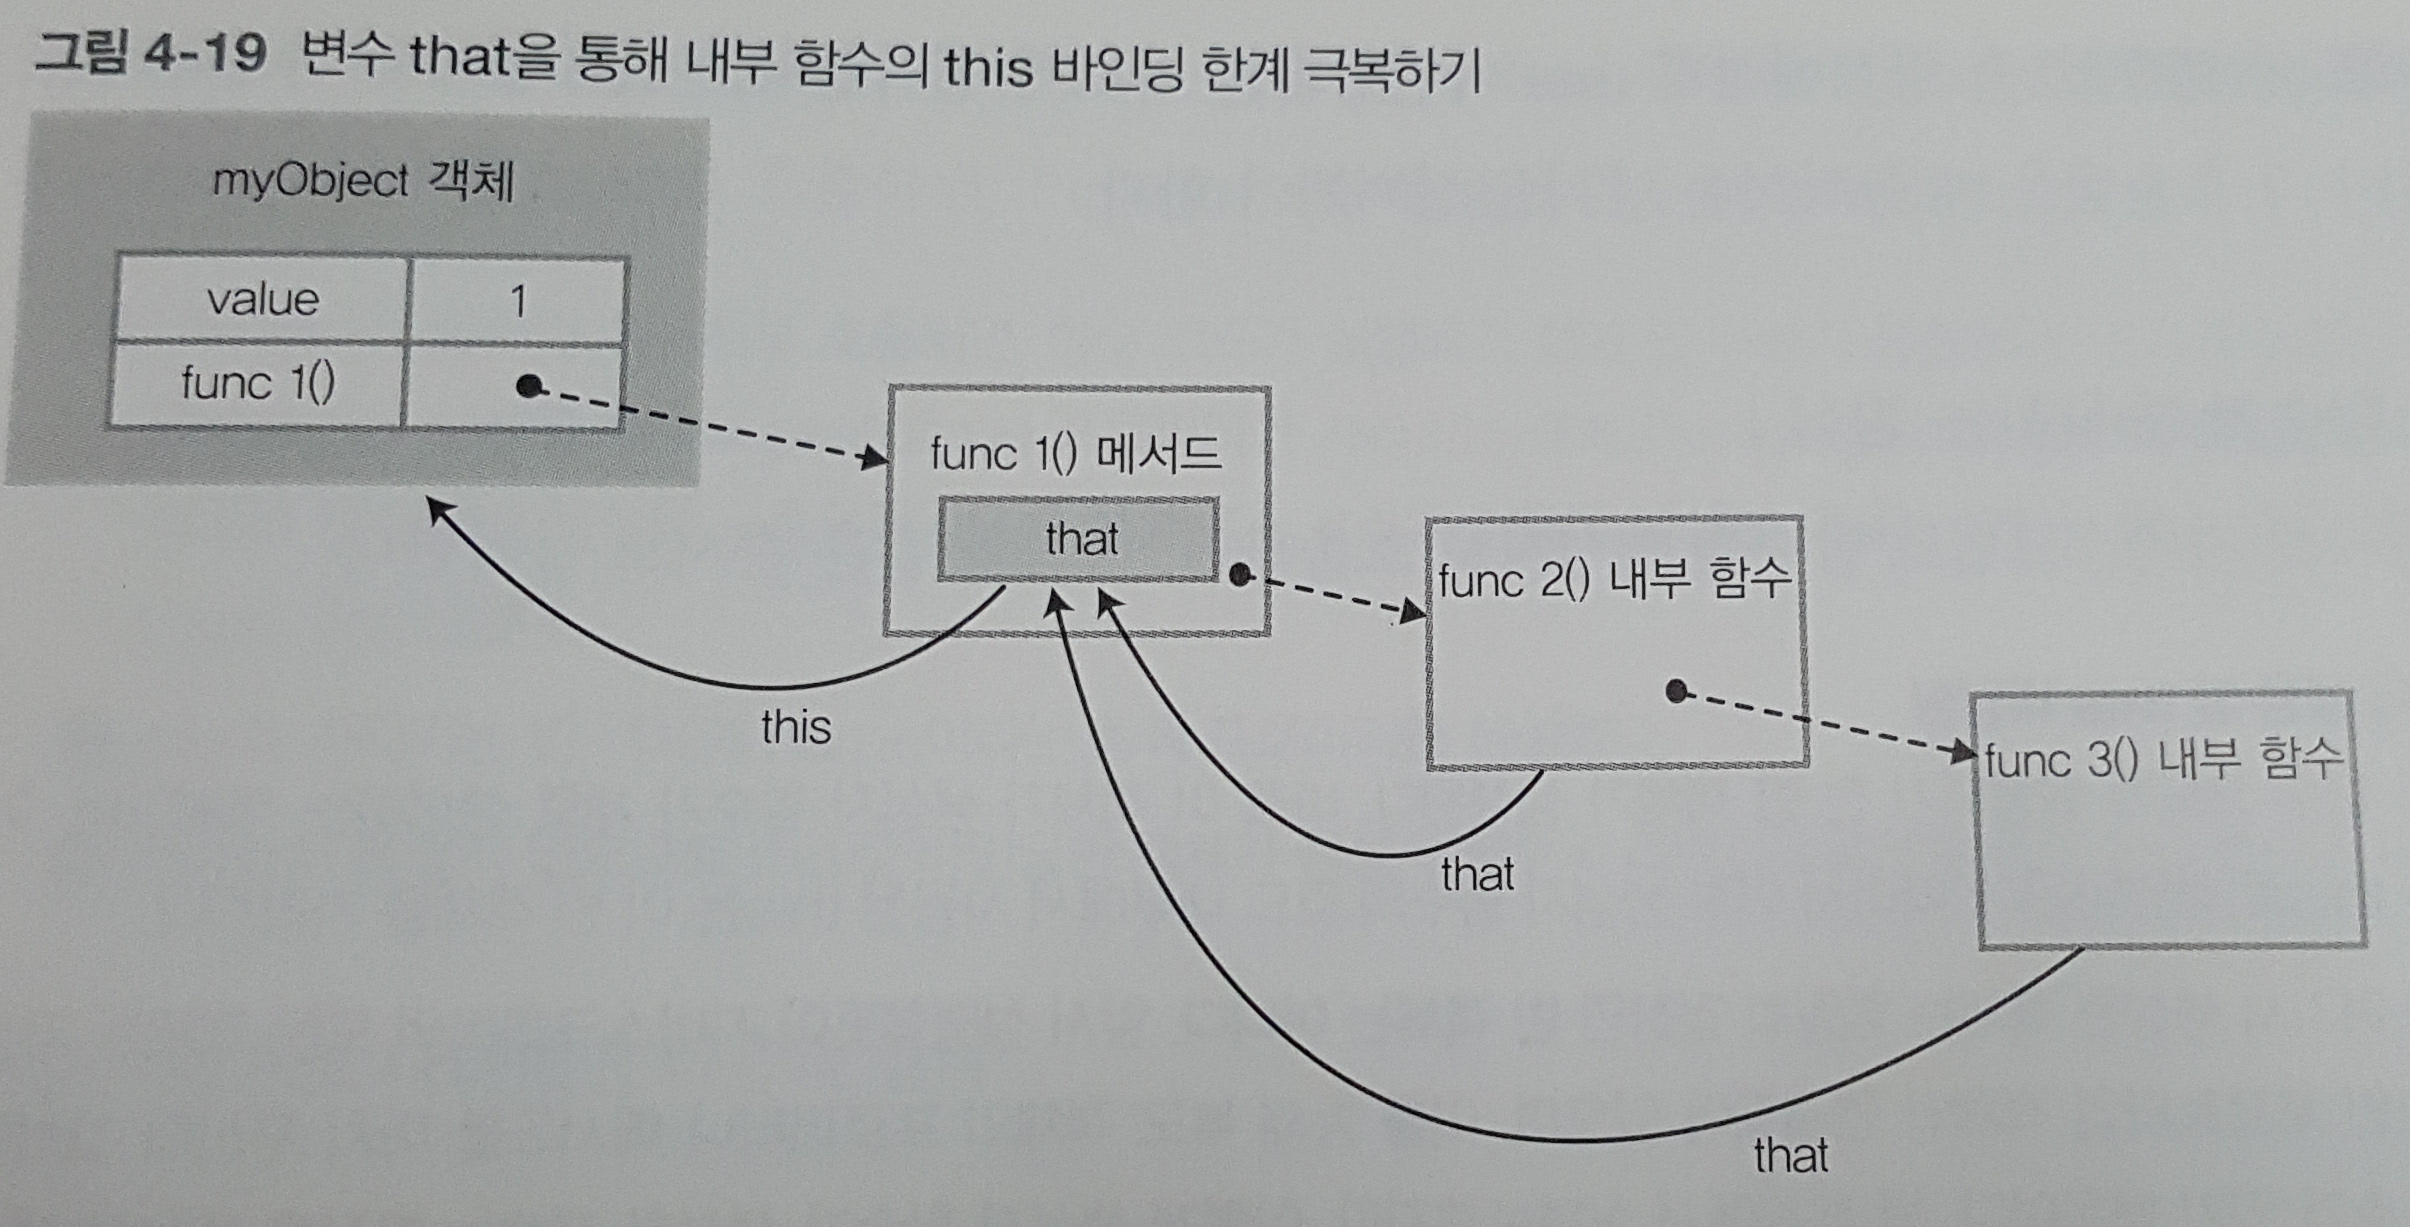 그림 4-19 변수 that을 통해 내부 함수의 this 바인딩 한계 극복하기
myObject 객체
value 1
func 1()
func 1() 메서드
that
func 2() 내부 함수
this
func 3() 내부 함수
that
that